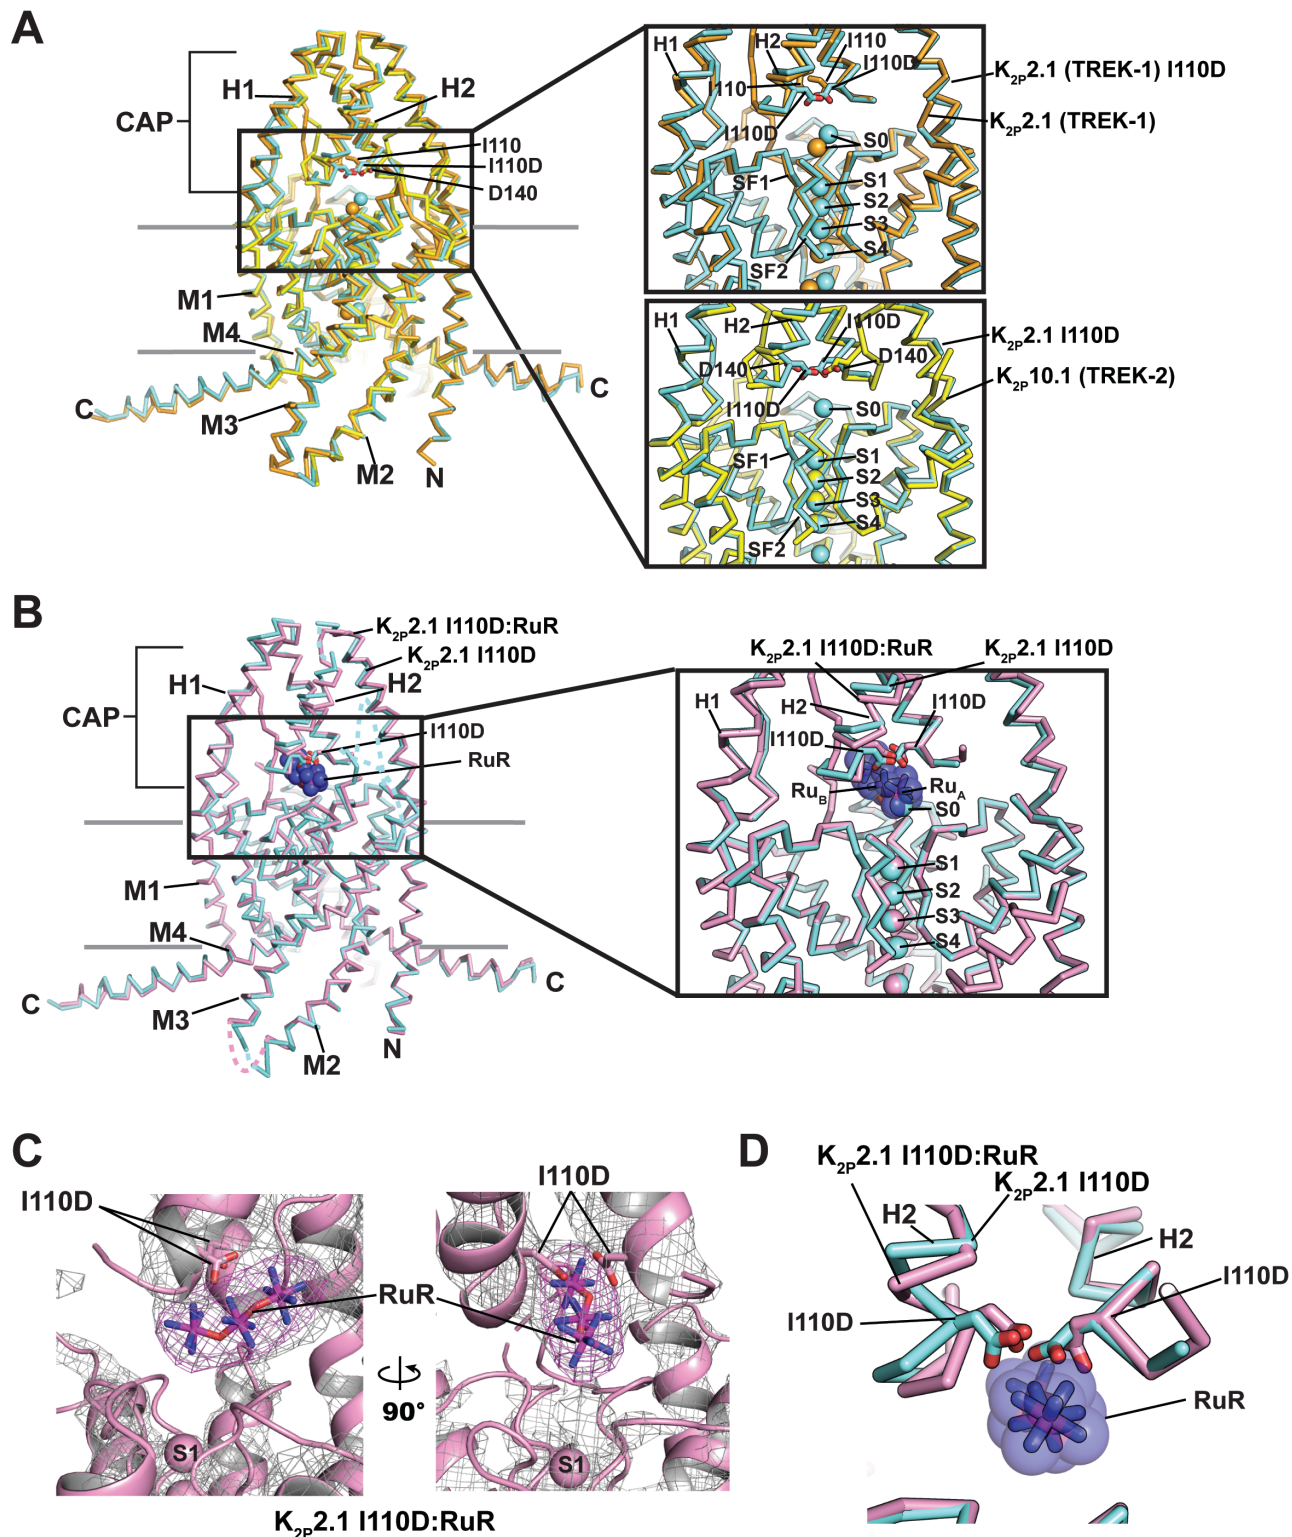 A
CAP
H1
H2
I110
I110D
D140
M1
M4
C
M3
M2
N
C
H1
H2
I110
I110D
I110
I110D
S0
SF1
S1
S2
S3
S4
SF2
K2P2.1 (TREK-1) I110D
K2P2.1 (TREK-1)
H1
H2
I110D
D140
D140
I110D
S0
SF1
S1
S2
S3
S4
SF2
K2P2.1 I110D
K2P10.1 (TREK-2)
B
K2P2.1 I110D:RuR
K2P2.1 I110D
H1
H2
CAP
I110D
RuR
M1
M4
C
C
M3
M2
N
K2P2.1 I110D:RuR
K2P2.1 I110D
H1
H2
I110D
I110D
RuB
RuA
S0
S1
S2
S3
S4
C
I110D
I110D
RuR
90°
S1
S1
K2P2.1 I110D:RuR
D
K2P2.1 I110D:RuR
K2P2.1 I110D
H2
H2
I110D
I110D
RuR